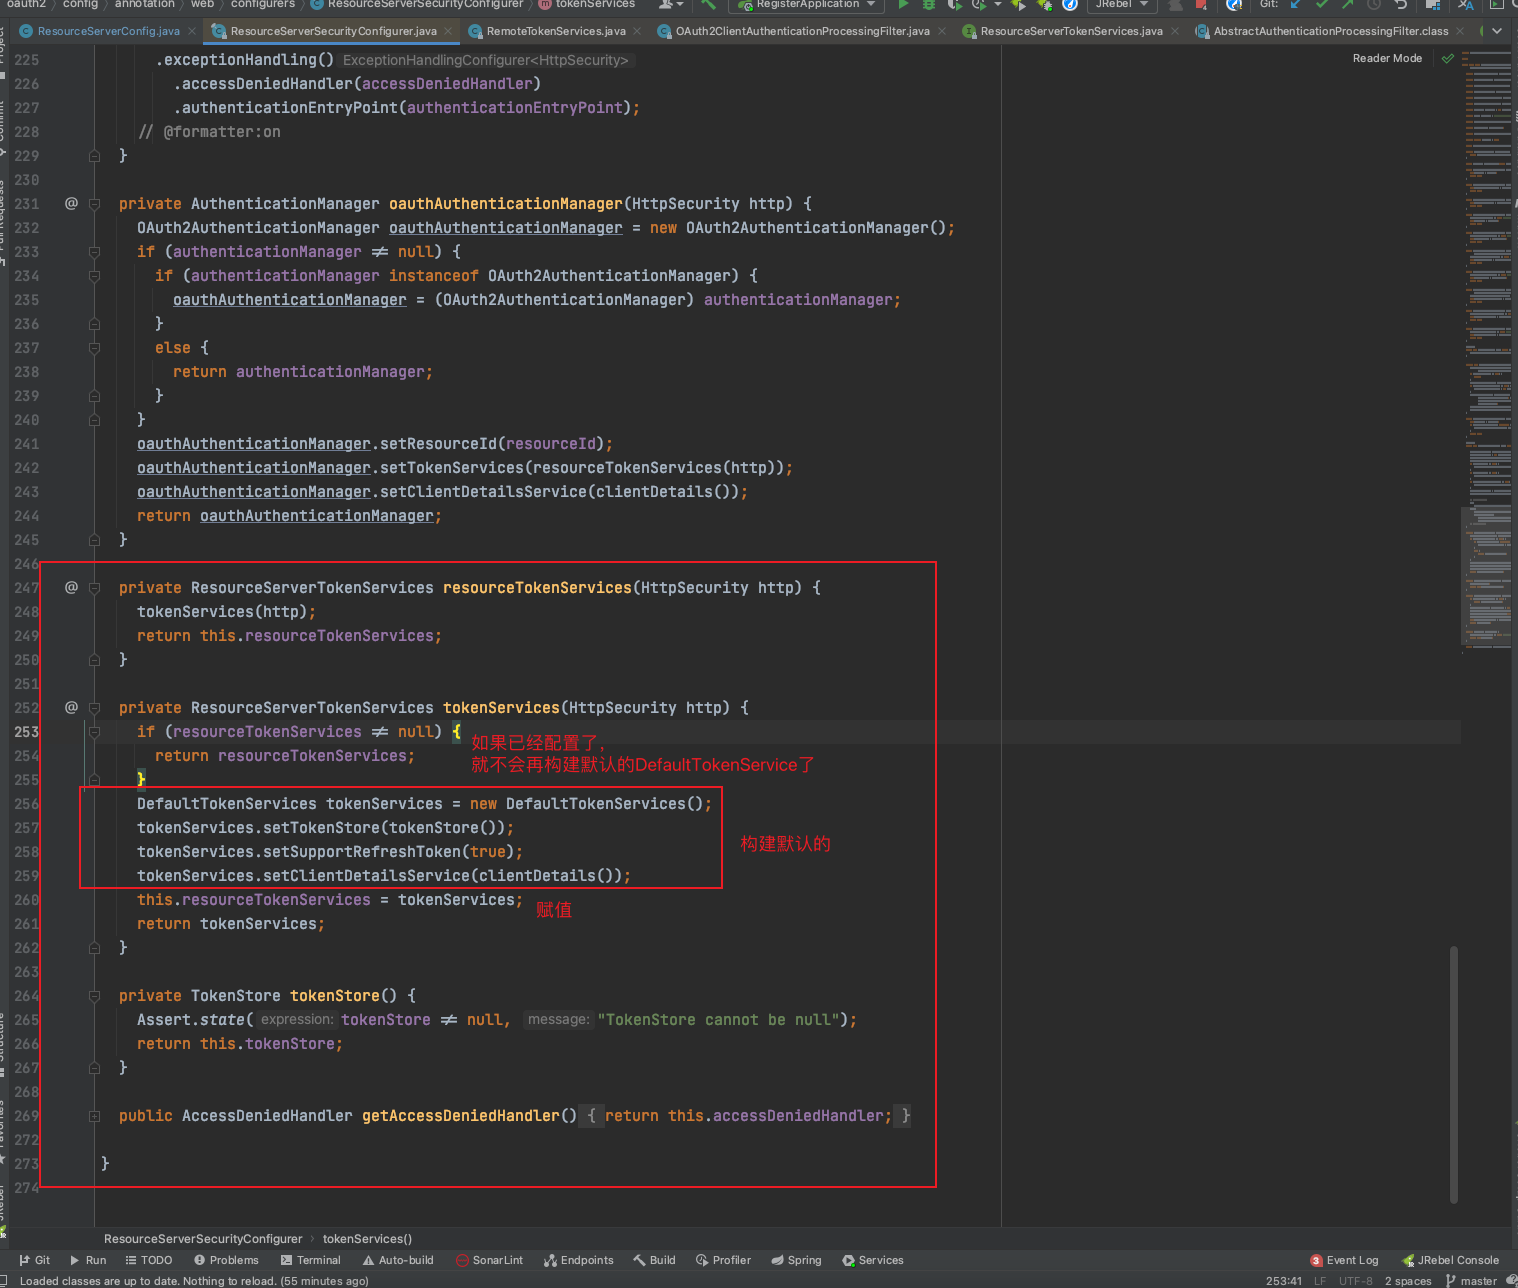 oauth2 › config › annotation › web › configurers › ResourceServerSecurityConfigurer › tokenServices RegisterApplication JRebel Git:
ResourceServerConfig.java ResourceServerSecurityConfigurer.java RemoteTokenServices.java OAuth2ClientAuthenticationProcessingFilter.java ResourceServerTokenServices.java AbstractAuthenticationProcessingFilter.class
Reader Mode
225 .exceptionHandling() ExceptionHandlingConfigurer<HttpSecurity>
226 .accessDeniedHandler(accessDeniedHandler)
227 .authenticationEntryPoint(authenticationEntryPoint);
228 // @formatter:on
229 }
230
231 @ private AuthenticationManager oauthAuthenticationManager(HttpSecurity http) {
232 OAuth2AuthenticationManager oauthAuthenticationManager = new OAuth2AuthenticationManager();
233 if (authenticationManager ≠ null) {
234 if (authenticationManager instanceof OAuth2AuthenticationManager) {
235 oauthAuthenticationManager = (OAuth2AuthenticationManager) authenticationManager;
236 }
237 else {
238 return authenticationManager;
239 }
240 }
241 oauthAuthenticationManager.setResourceId(resourceId);
242 oauthAuthenticationManager.setTokenServices(resourceTokenServices(http));
243 oauthAuthenticationManager.setClientDetailsService(clientDetails());
244 return oauthAuthenticationManager;
245 }
246
247 @ private ResourceServerTokenServices resourceTokenServices(HttpSecurity http) {
248 tokenServices(http);
249 return this.resourceTokenServices;
250 }
251
252 @ private ResourceServerTokenServices tokenServices(HttpSecurity http) {
253 if (resourceTokenServices ≠ null) {
如果已经配置了,
254 return resourceTokenServices;
就不会再构建默认的DefaultTokenService了
255 }
256 DefaultTokenServices tokenServices = new DefaultTokenServices();
257 tokenServices.setTokenStore(tokenStore());
构建默认的
258 tokenServices.setSupportRefreshToken(true);
259 tokenServices.setClientDetailsService(clientDetails());
260 this.resourceTokenServices = tokenServices;
赋值
261 return tokenServices;
262 }
263
264 private TokenStore tokenStore() {
265 Assert.state( expression: tokenStore ≠ null, message: "TokenStore cannot be null");
266 return this.tokenStore;
267 }
268
269 public AccessDeniedHandler getAccessDeniedHandler() { return this.accessDeniedHandler; }
272
273 }
274
ResourceServerSecurityConfigurer › tokenServices()
Git Run TODO Problems Terminal Auto-build SonarLint Endpoints Build Profiler Spring Services 3 Event Log JRebel Console
Loaded classes are up to date. Nothing to reload. (55 minutes ago) 253:41 LF UTF-8 2 spaces master